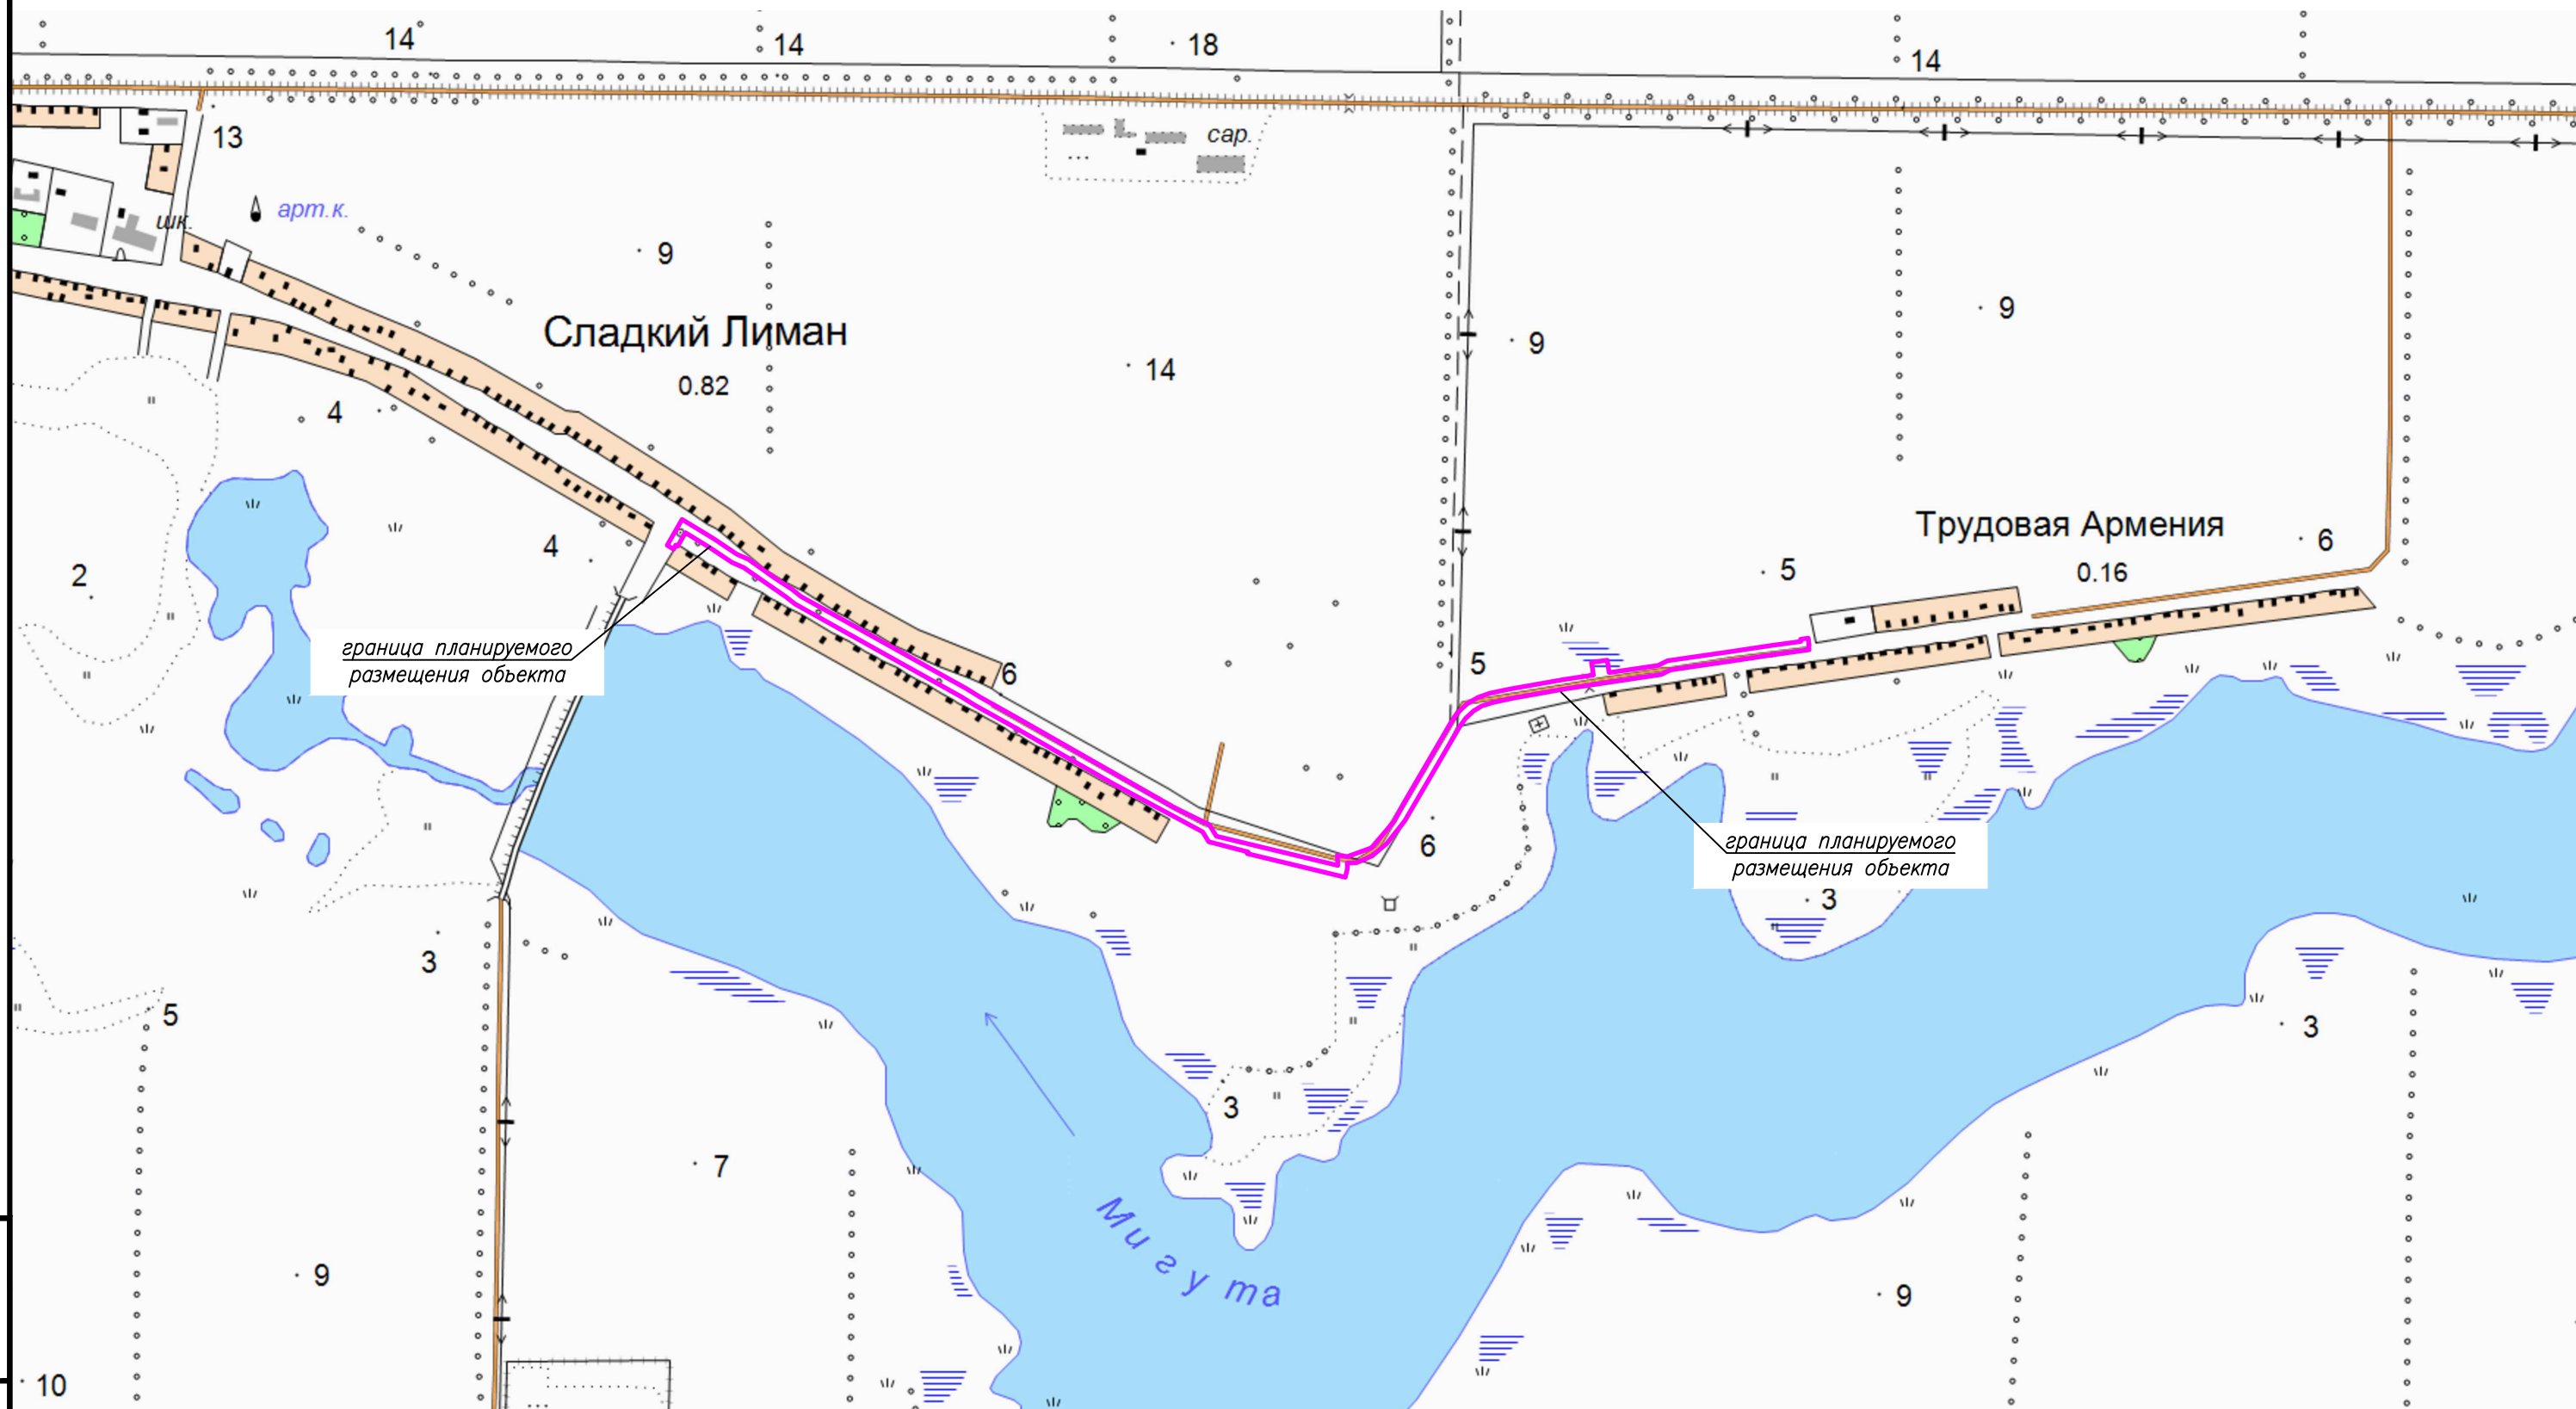 14
14
18
14
13
сар.
шк.
арт.к.
9
9
9
14
Сладкий Лиман
0.82
4
4
2
Трудовая Армения
0.16
6
5
5
6
граница планируемого
размещения объекта
6
граница планируемого
размещения объекта
3
3
5
3
3
7
Мигута
9
9
10